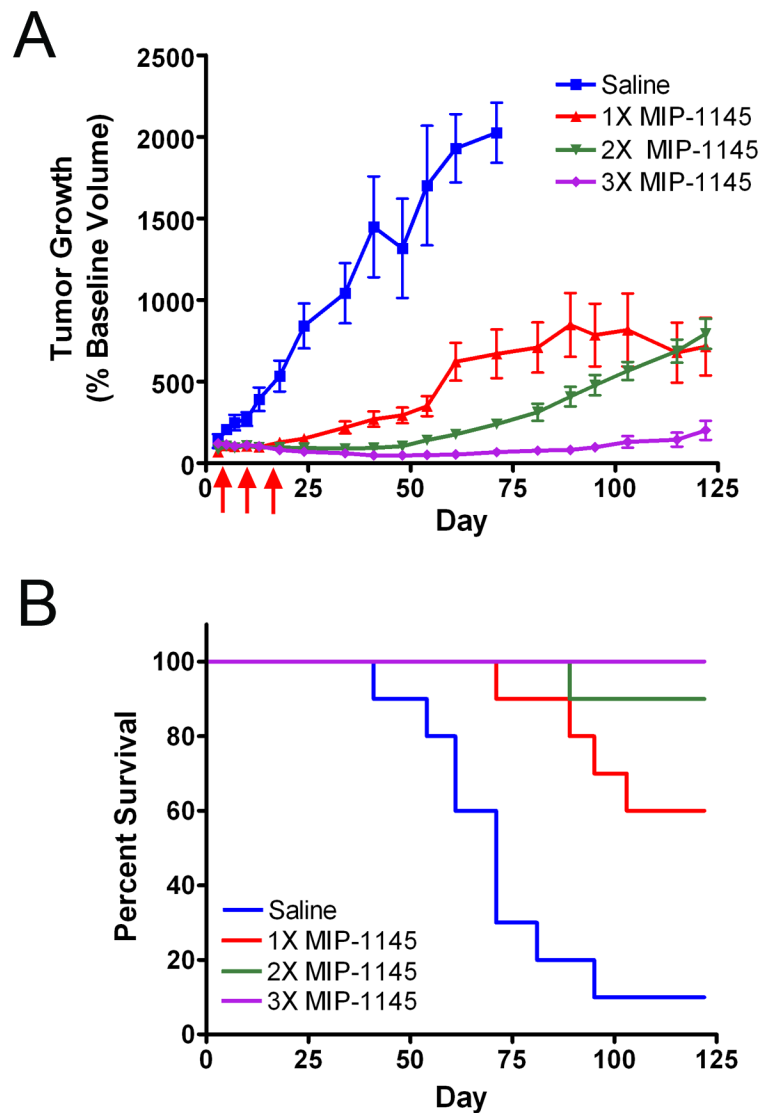 A
Tumor Growth
(% Baseline Volume)
2500
2000
1500
1000
500
0
Saline
1X MIP-1145
2X  MIP-1145
3X MIP-1145
0 25 50 75 100 125
Day
B
Percent Survival
100
80
60
40
20
0
Saline
1X MIP-1145
2X MIP-1145
3X MIP-1145
0 25 50 75 100 125
Day